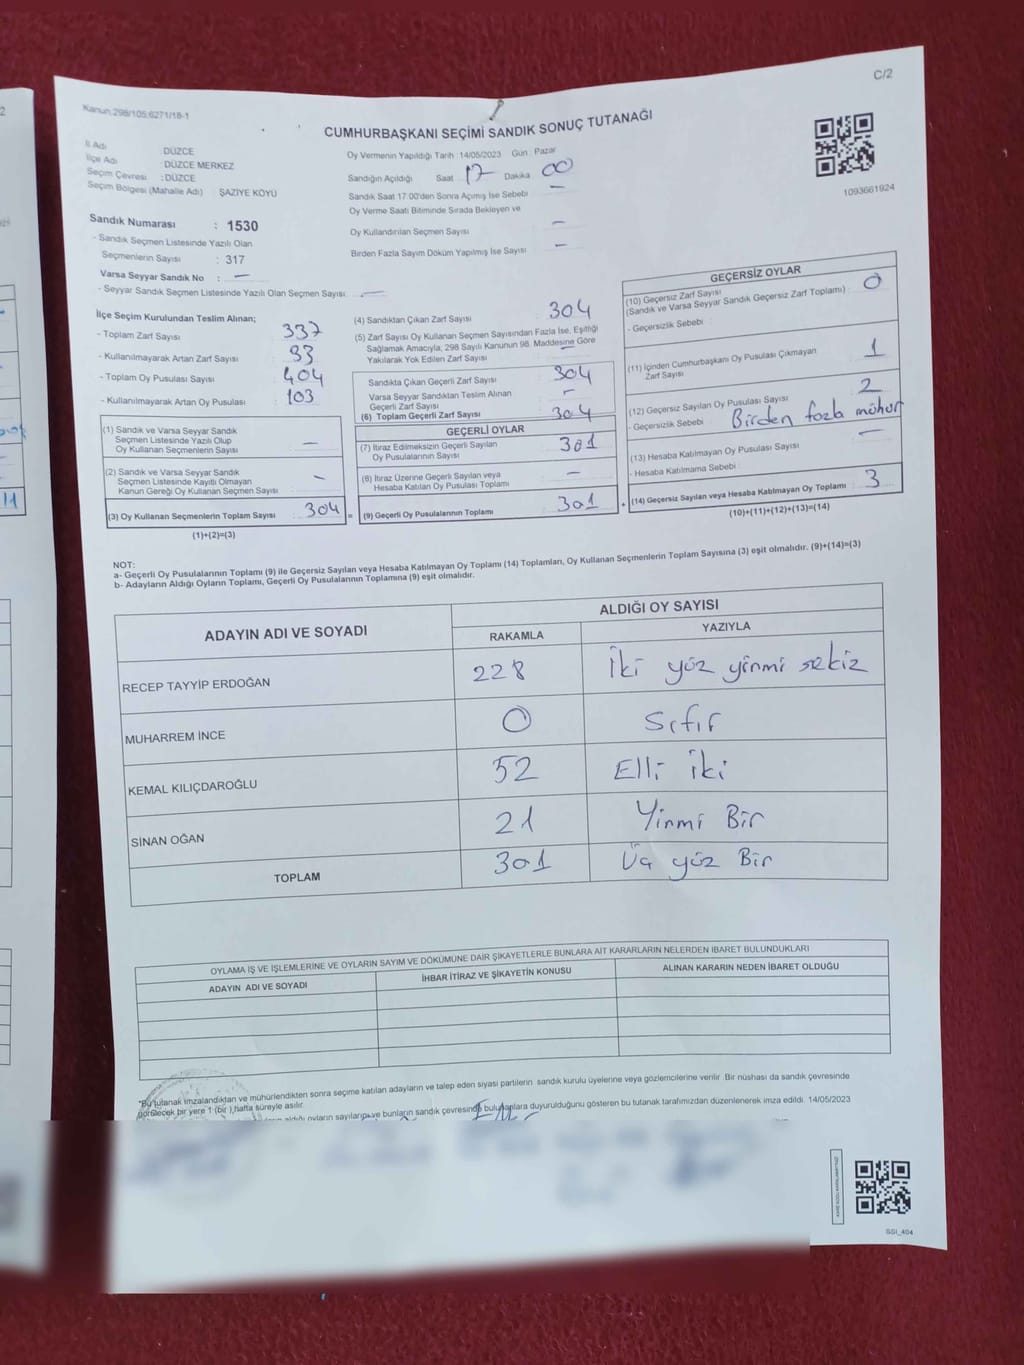 C/2
Kanun:298/105;6271/18-1
CUMHURBAŞKANI SEÇİMİ SANDIK SONUÇ TUTANAĞI
İl Adı : DÜZCE
İlçe Adı : DÜZCE MERKEZ
Seçim Çevresi : DÜZCE
Seçim Bölgesi (Mahalle Adı) ŞAZİYE KÖYÜ
Oy Vermenin Yapıldığı Tarih :14/05/2023 Gün : Pazar
Sandığın Açıldığı Saat : 17 Dakika 00
Sandık Saat 17:00'den Sonra Açımış İse Sebebi –
Oy Verme Saati Bitiminde Sırada Bekleyen ve
Oy Kullandırılan Seçmen Sayısı –
Birden Fazla Sayım Döküm Yapılmış İse Sayısı –
1093661924
Sandık Numarası : 1530
- Sandık Seçmen Listesinde Yazılı Olan
Seçmenlerin Sayısı : 317
Varsa Seyyar Sandık No : –
- Seyyar Sandık Seçmen Listesinde Yazılı Olan Seçmen Sayısı: –
İlçe Seçim Kurulundan Teslim Alınan;
- Toplam Zarf Sayısı 337
- Kullanılmayarak Artan Zarf Sayısı 33
- Toplam Oy Pusulası Sayısı 404
- Kullanılmayarak Artan Oy Pusulası 103
(1) Sandık ve Varsa Seyyar Sandık
Seçmen Listesinde Yazılı Olup
Oy Kullanan Seçmenlerin Sayısı –
(2) Sandık ve Varsa Seyyar Sandık
Seçmen Listesinde Kayıtlı Olmayan
Kanun Gereği Oy Kullanan Seçmen Sayısı –
(3) Oy Kullanan Seçmenlerin Toplam Sayısı 304 =
(1)+(2)=(3)
(4) Sandıktan Çıkan Zarf Sayısı 304
(5) Zarf Sayısı Oy Kullanan Seçmen Sayısından Fazla İse, Eşitliği
Sağlamak Amacıyla, 298 Sayılı Kanunun 98. Maddesine Göre
Yakılarak Yok Edilen Zarf Sayısı –
Sandıkta Çıkan Geçerli Zarf Sayısı 304
Varsa Seyyar Sandıktan Teslim Alınan
Geçerli Zarf Sayısı –
(6) Toplam Geçerli Zarf Sayısı 304
GEÇERLİ OYLAR
(7) İtiraz Edilmeksizin Geçerli Sayılan
Oy Pusulalarının Sayısı 301
(8) İtiraz Üzerine Geçerli Sayılan veya
Hesaba Katılan Oy Pusulası Toplamı –
(9) Geçerli Oy Pusulalarının Toplamı 301 +
GEÇERSİZ OYLAR
(10) Geçersiz Zarf Sayısı
(Sandık ve Varsa Seyyar Sandık Geçersiz Zarf Toplamı) : 0
- Geçersizlik Sebebi :
(11) İçinden Cumhurbaşkanı Oy Pusulası Çıkmayan
Zarf Sayısı 1
(12) Geçersiz Sayılan Oy Pusulası Sayısı 2
- Geçersizlik Sebebi : Birden fazla mühür
(13) Hesaba Katılmayan Oy Pusulası Sayısı –
- Hesaba Katılmama Sebebi :
(14) Geçersiz Sayılan veya Hesaba Katılmayan Oy Toplamı 3
(10)+(11)+(12)+(13)=(14)
NOT:
a- Geçerli Oy Pusulalarının Toplamı (9) ile Geçersiz Sayılan veya Hesaba Katılmayan Oy Toplamı (14) Toplamları, Oy Kullanan Seçmenlerin Toplam Sayısına (3) eşit olmalıdır. (9)+(14)=(3)
b- Adayların Aldığı Oyların Toplamı, Geçerli Oy Pusulalarının Toplamına (9) eşit olmalıdır.
ADAYIN ADI VE SOYADI
ALDIĞI OY SAYISI
RAKAMLA YAZIYLA
RECEP TAYYİP ERDOĞAN 228 İki yüz yirmi sekiz
MUHARREM İNCE 0 Sıfır
KEMAL KILIÇDAROĞLU 52 Elli iki
SİNAN OĞAN 21 Yirmi Bir
TOPLAM 301 Üç yüz Bir
OYLAMA İŞ VE İŞLEMLERİNE VE OYLARIN SAYIM VE DÖKÜMÜNE DAİR ŞİKAYETLERLE BUNLARA AİT KARARLARIN NELERDEN İBARET BULUNDUKLARI
ADAYIN ADI VE SOYADI İHBAR İTİRAZ VE ŞİKAYETİN KONUSU ALINAN KARARIN NEDEN İBARET OLDUĞU
*Bu tutanak imzalandıktan ve mühürlendikten sonra seçime katılan adayların ve talep eden siyasi partilerin sandık kurulu üyelerine veya gözlemcilerine verilir. Bir nüshası da sandık çevresinde
görülecek bir yere 1 (bir ) hafta süreyle asılır.
aldığı oyların sayılarını ve bunların sandık çevresinde bulunanlara duyurulduğunu gösteren bu tutanak tarafımızdan düzenlenerek imza edildi. 14/05/2023
SSI_404